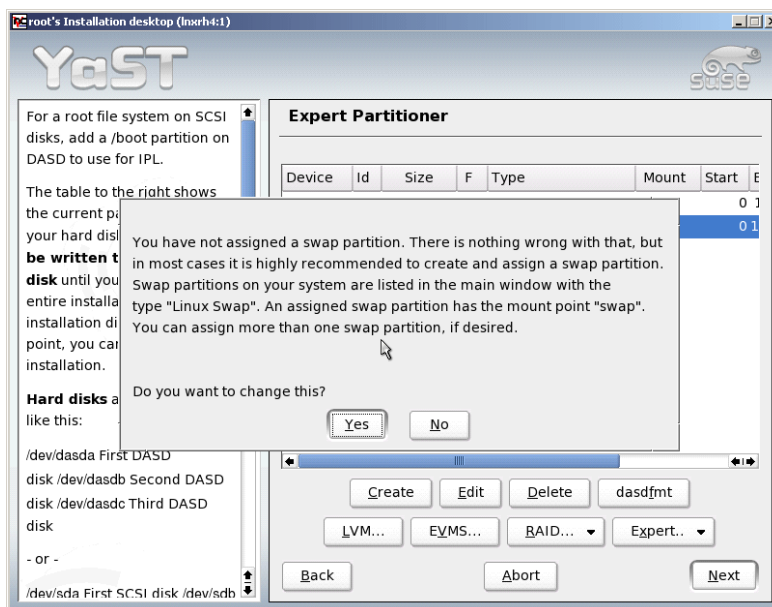 root's Installation desktop (lnxrh4:1)
YaST
suse
For a root file system on SCSI
disks, add a /boot partition on
DASD to use for IPL.
The table to the right shows
the current
your hard
be written
disk until you
entire
installation
point, you
installation.
Hard disks
like this:
/dev/dasda First DASD
disk /dev/dasdb Second DASD
disk /dev/dasdc Third DASD
disk
- or -
/dev/sda First SCSI disk /dev/sdb
Expert Partitioner
Device Id Size F Type Mount Start
0 1
0 1
You have not assigned a swap partition. There is nothing wrong with that, but
in most cases it is highly recommended to create and assign a swap partition.
Swap partitions on your system are listed in the main window with the
type "Linux Swap". An assigned swap partition has the mount point "swap".
You can assign more than one swap partition, if desired.
Do you want to change this?
Yes No
Create Edit Delete dasdfmt
LVM... EVMS... RAID... Expert..
Back Abort Next